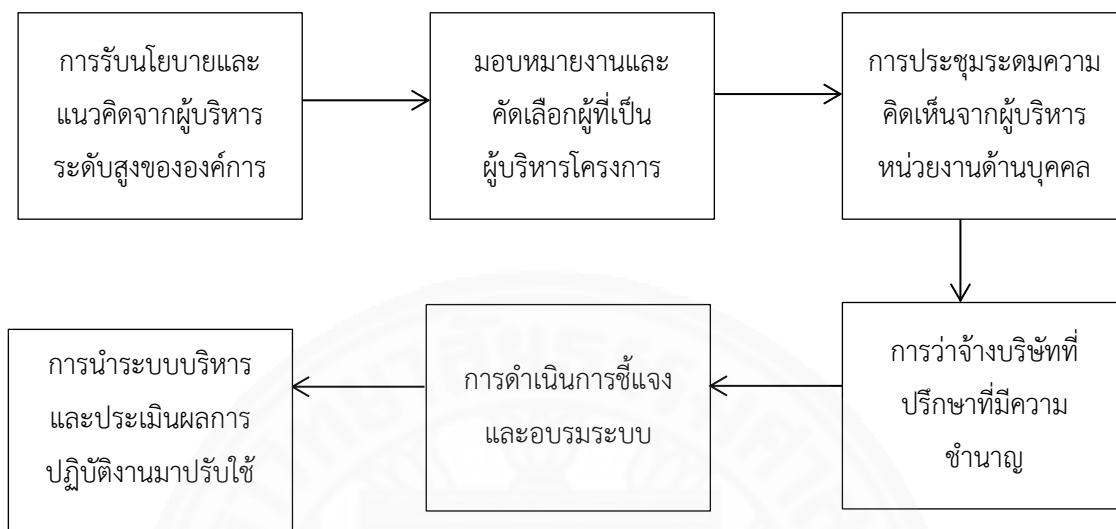 การรับนโยบายและ
แนวคิดจากผู้บริหาร
ระดับสูงขององค์การ
มอบหมายงานและ
คัดเลือกผู้ที่เป็น
ผู้บริหารโครงการ
การประชุมระดมความ
คิดเห็นจากผู้บริหาร
หน่วยงานด้านบุคคล
การว่าจ้างบริษัทที่
ปรึกษาที่มีความ
ชำนาญ
การดำเนินการชี้แจง
และอบรมระบบ
การนำระบบบริหาร
และประเมินผลการ
ปฏิบัติงานมาปรับใช้